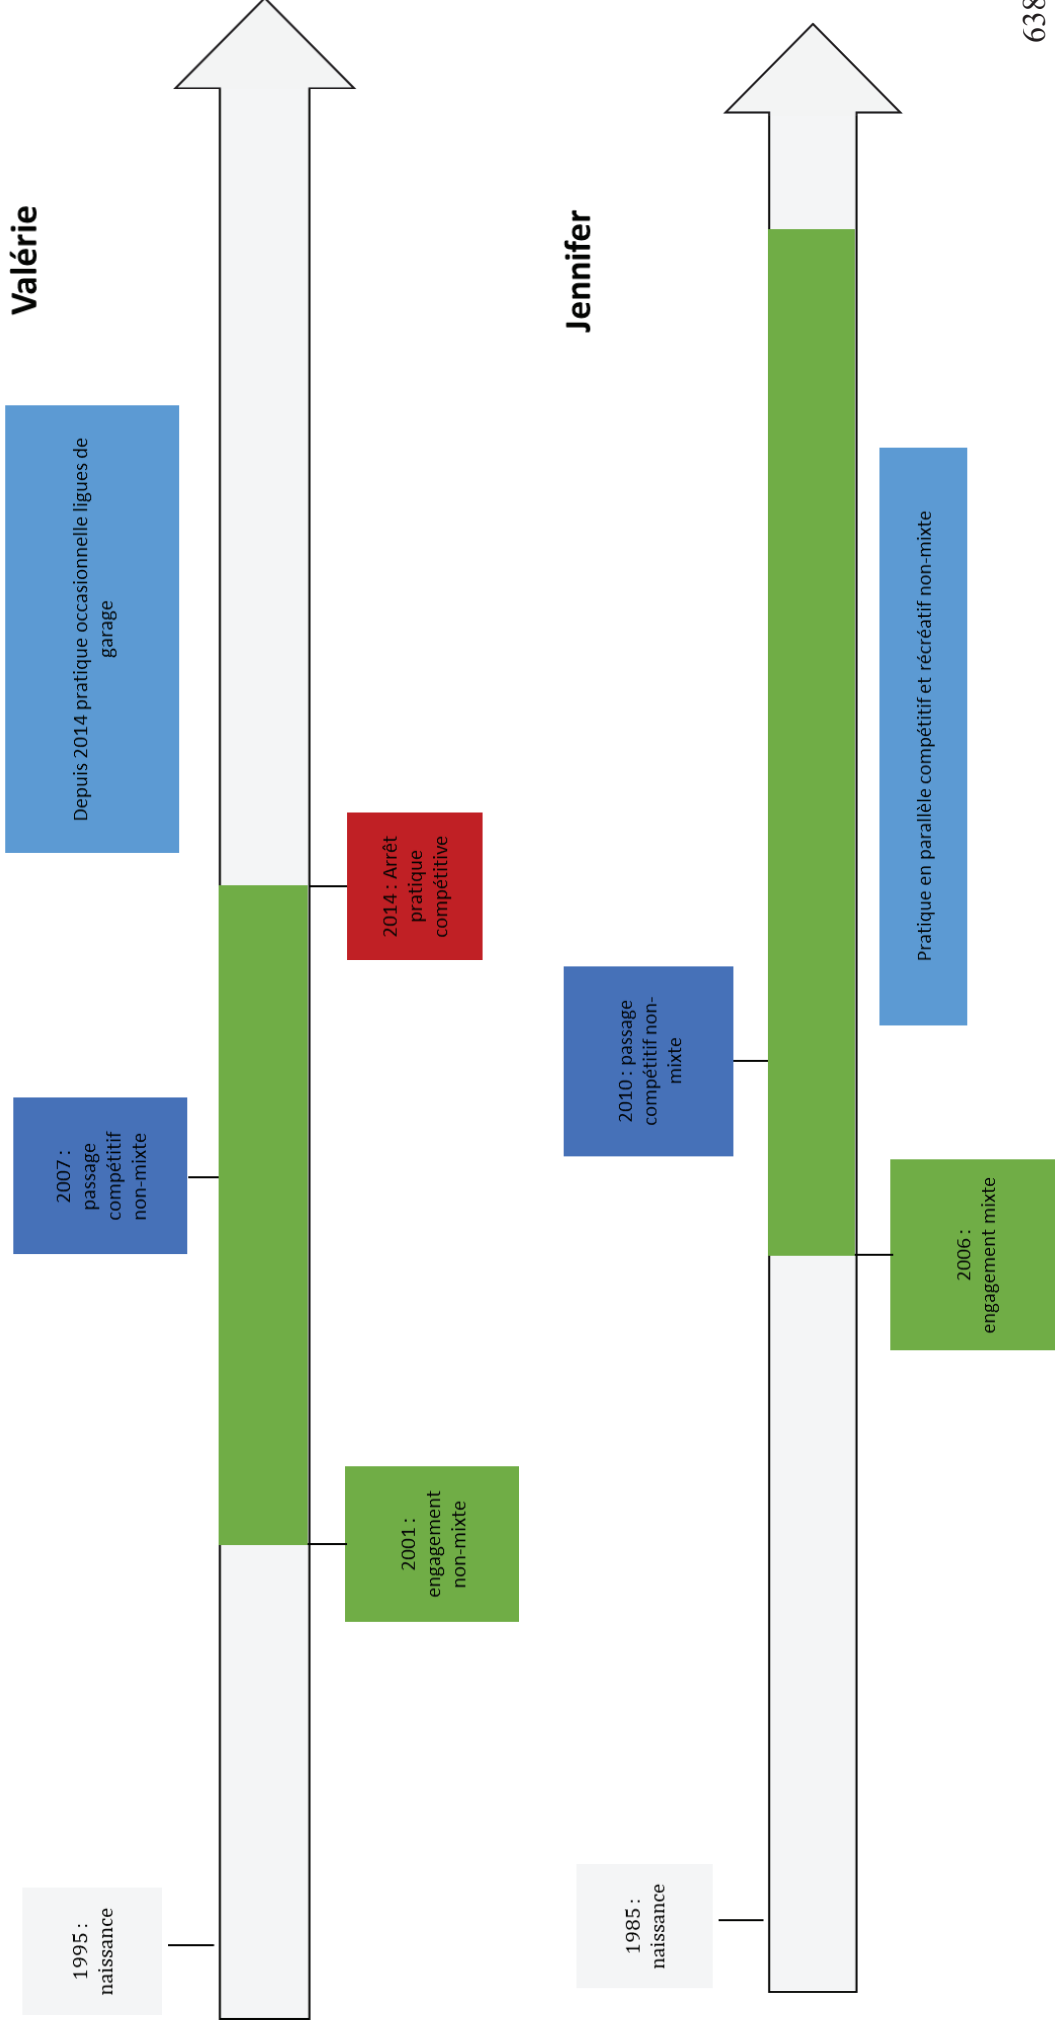 Valérie
1995 :
naissance
2007 :
passage
compétitif
non-mixte
Depuis 2014 pratique occasionnelle ligues de
garage
2001 :
engagement
non-mixte
2014 : Arrêt
pratique
compétitive
Jennifer
1985 :
naissance
2010 : passage
compétitif non-
mixte
2006 :
engagement mixte
Pratique en parallèle compétitif et récréatif non-mixte
638